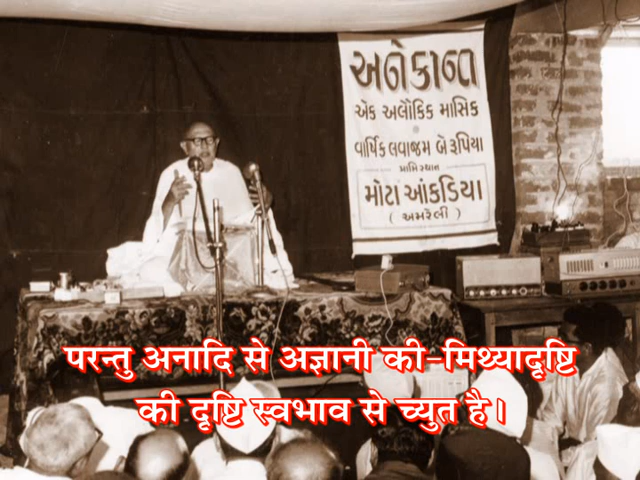 અનેકાન્ત
એક અલૌકિક માસિક
વાર્ષિક લવાજમ બે રૂપિયા
પ્રાપ્તિસ્થાન
મોટા આંકડિયા
( અમરેલી )
परन्तु अनादि से अज्ञानी की-मिथ्यादृष्टि
की दृष्टि स्वभाव से च्युत है।